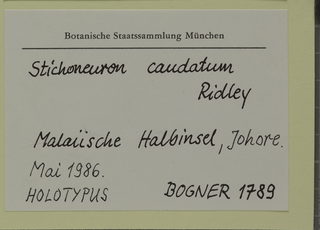 Botanische Staatssammlung München
Stichoneuron caudatum
Ridley
Malaiische Halbinsel, Johore.
Mai 1986.
HOLOTYPUS BOGNER 1789